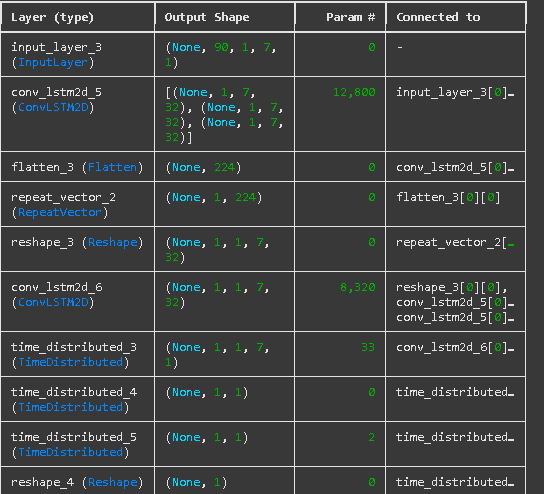 Layer (type) Output Shape Param # Connected to
input_layer_3 (None, 90, 1, 7, 0 -
(InputLayer) 1)
conv_lstm2d_5 [(None, 1, 7, 12,800 input_layer_3[0]…
(ConvLSTM2D) 32), (None, 1, 7,
32), (None, 1, 7,
32)]
flatten_3 (Flatten) (None, 224) 0 conv_lstm2d_5[0]…
repeat_vector_2 (None, 1, 224) 0 flatten_3[0][0]
(RepeatVector)
reshape_3 (Reshape) (None, 1, 1, 7, 0 repeat_vector_2[…
32)
conv_lstm2d_6 (None, 1, 1, 7, 8,320 reshape_3[0][0],
(ConvLSTM2D) 32) conv_lstm2d_5[0]…
conv_lstm2d_5[0]…
time_distributed_3 (None, 1, 1, 7, 33 conv_lstm2d_6[0]…
(TimeDistributed) 1)
time_distributed_4 (None, 1, 1) 0 time_distributed…
(TimeDistributed)
time_distributed_5 (None, 1, 1) 2 time_distributed…
(TimeDistributed)
reshape_4 (Reshape) (None, 1) 0 time_distributed…